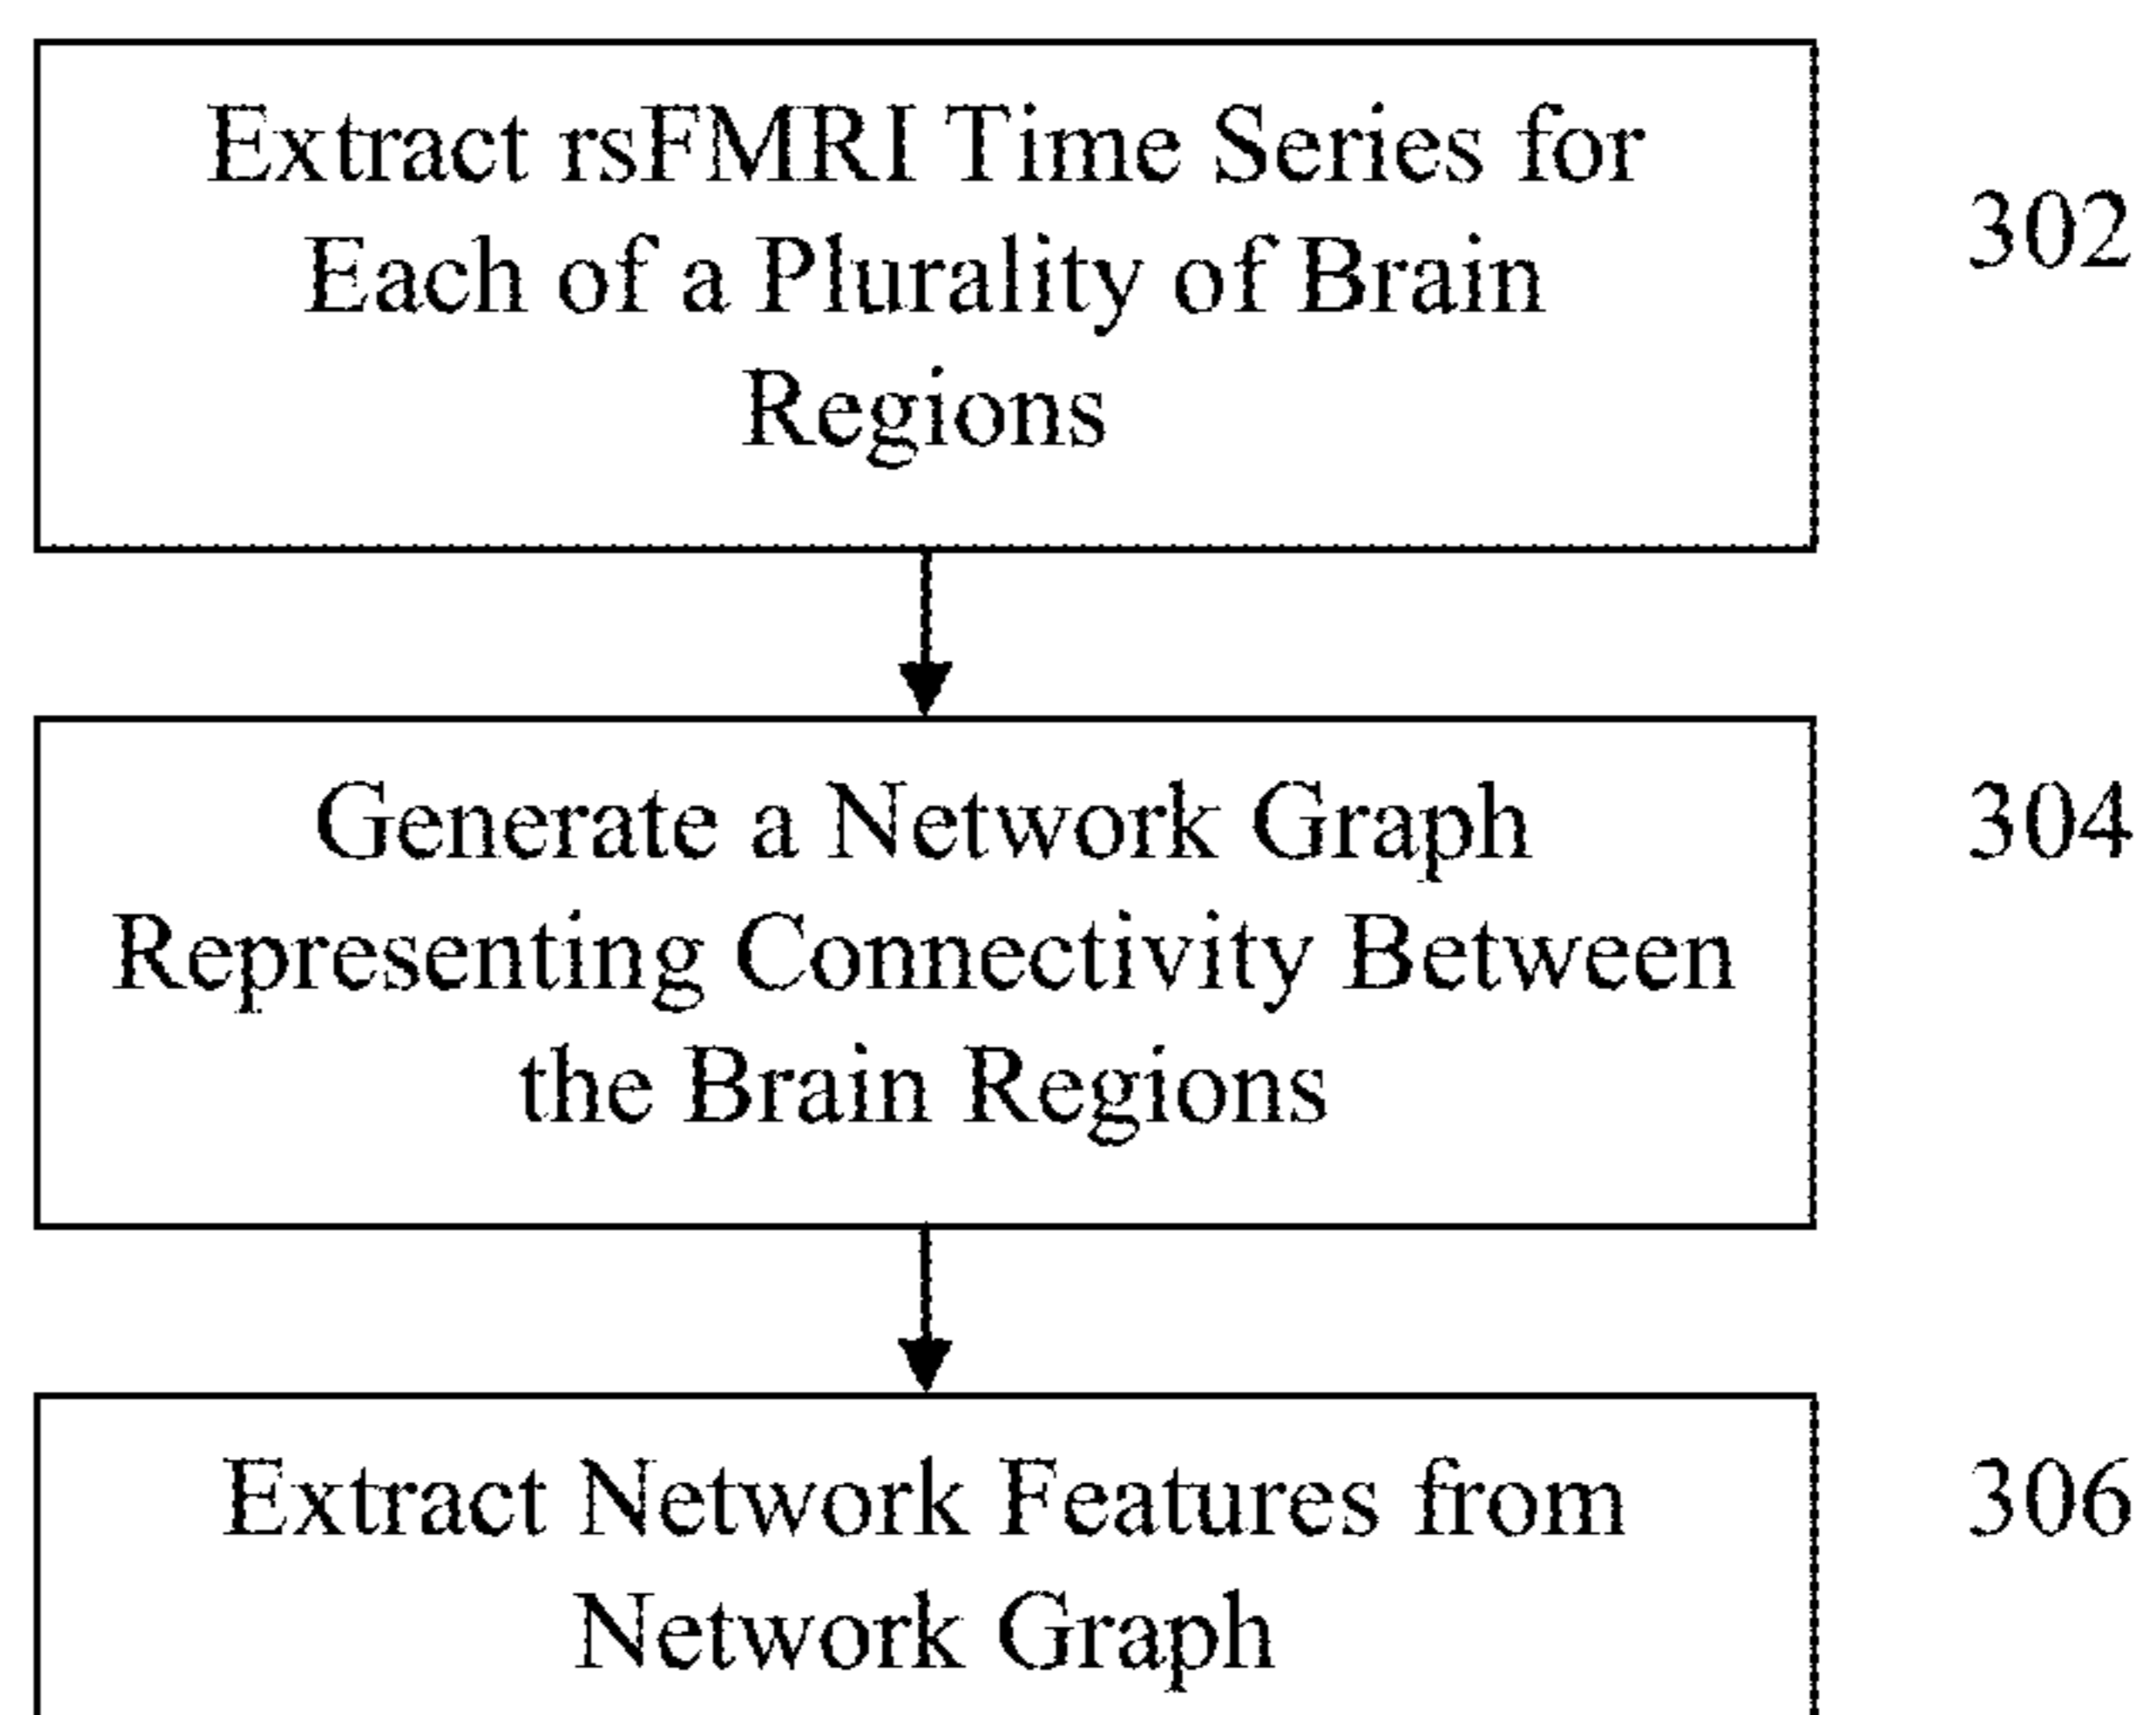 Extract rsFMRI Time Series for
Each of a Plurality of Brain
Regions
302
Generate a Network Graph
Representing Connectivity Between
the Brain Regions
304
Extract Network Features from
Network Graph
306